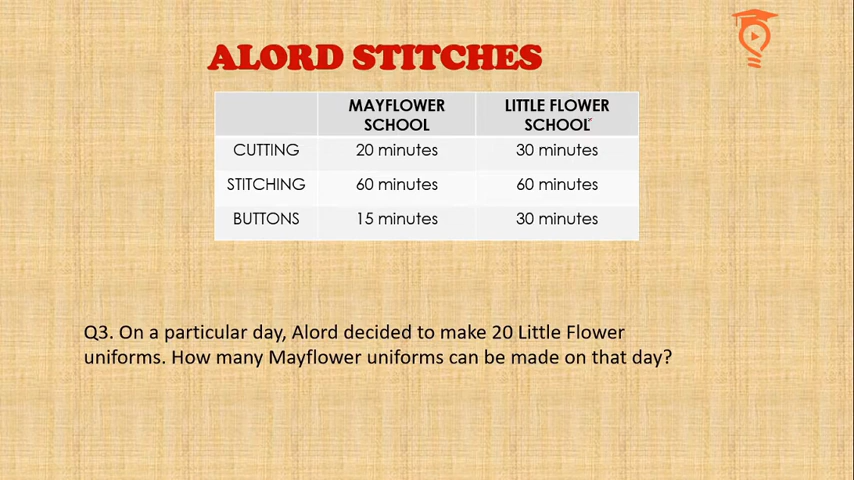 ALORD STITCHES
MAYFLOWER SCHOOL LITTLE FLOWER SCHOOL
CUTTING 20 minutes 30 minutes
STITCHING 60 minutes 60 minutes
BUTTONS 15 minutes 30 minutes
Q3. On a particular day, Alord decided to make 20 Little Flower
uniforms. How many Mayflower uniforms can be made on that day?